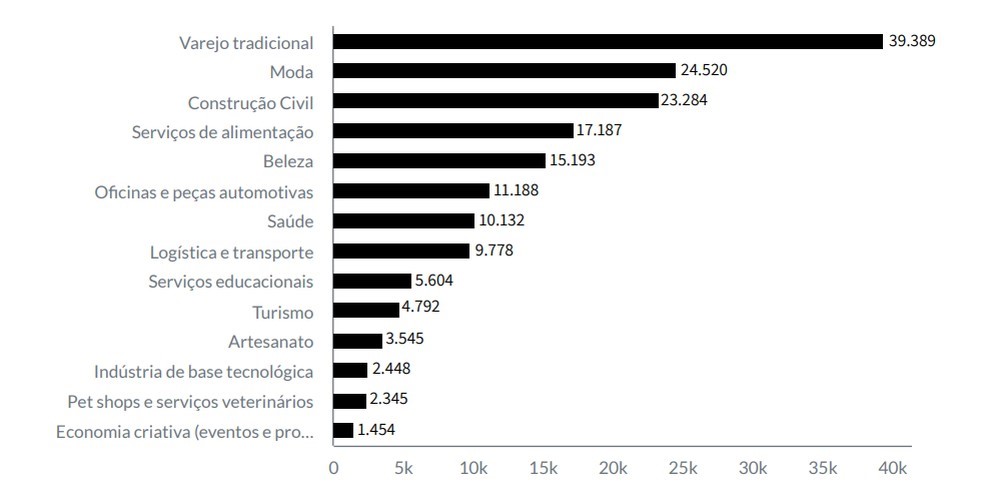 Varejo tradicional 39.389
Moda 24.520
Construção Civil 23.284
Serviços de alimentação 17.187
Beleza 15.193
Oficinas e peças automotivas 11.188
Saúde 10.132
Logística e transporte 9.778
Serviços educacionais 5.604
Turismo 4.792
Artesanato 3.545
Indústria de base tecnológica 2.448
Pet shops e serviços veterinários 2.345
Economia criativa (eventos e pro... 1.454
0 5k 10k 15k 20k 25k 30k 35k 40k